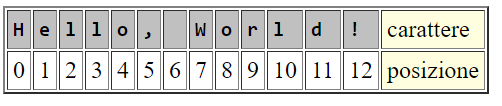 H e l l o ,   W o r l d ! carattere
0 1 2 3 4 5 6 7 8 9 10 11 12 posizione